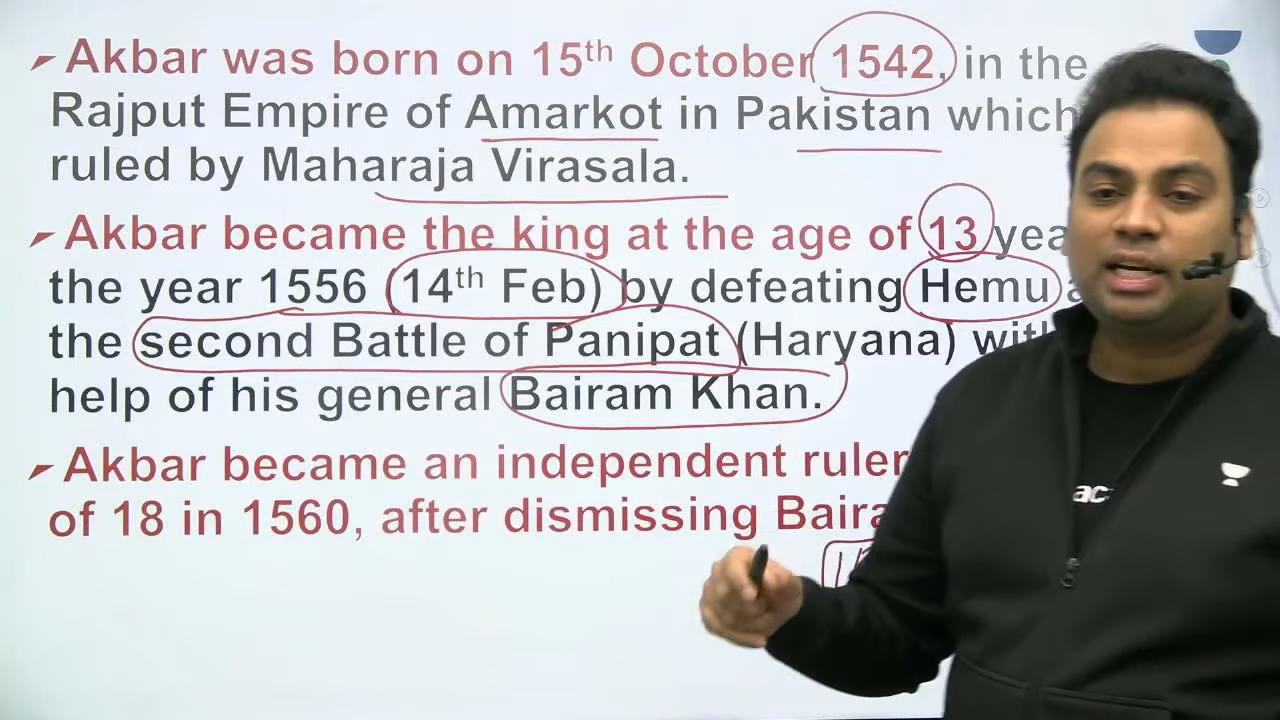 Akbar was born on 15th October 1542, in the
Rajput Empire of Amarkot in Pakistan which
ruled by Maharaja Virasala.
Akbar became the king at the age of 13
the year 1556 (14th Feb) by defeating Hemu
the second Battle of Panipat (Haryana)
help of his general Bairam Khan.
Akbar became an independent ruler
of 18 in 1560, after dismissing